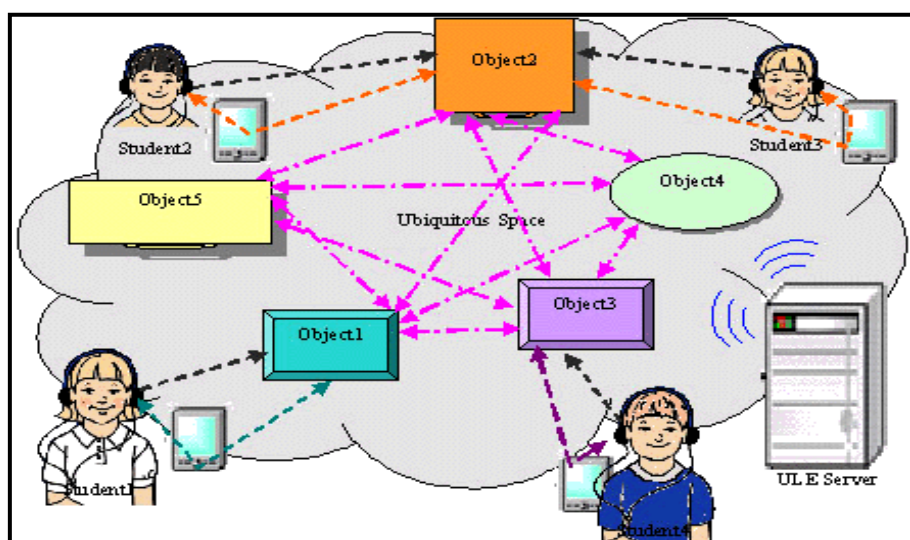 Object2
Student2
Student3
Object5
Object4
Ubiquitous Space
Object3
Object1
ULE Server
Student1
Student4